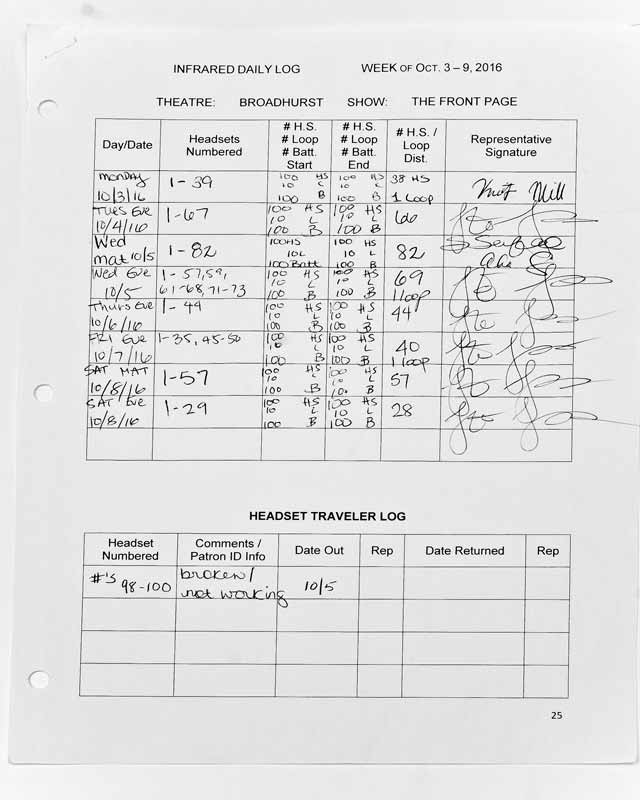 INFRARED DAILY LOG WEEK OF OCT. 3 – 9, 2016
THEATRE: BROADHURST SHOW: THE FRONT PAGE
Day/Date Headsets Numbered # H.S. # Loop # Batt. Start # H.S. # Loop # Batt. End # H.S. / Loop Dist. Representative Signature
Monday 10/3/16 1-39 100 HS 10 L 100 B 100 HS 10 L 100 B 38 HS 1 Loop
Tues Eve 10/4/16 1-67 100 HS 10 L 100 B 100 HS 10 L 100 B 66
Wed mat 10/5 1-82 100HS 10L 100 Batt 100 HS 10 L 100 B 82
Wed Eve 10/5 1-57,59, 61-68,71-73 100 HS 10 L 100 B 100 HS 10 L 100 B 69 1 loop
Thurs Eve 10/6/16 1-44 100 HS 10 L 100 B 100 HS 10 L 100 B 44
FRI Eve 10/7/16 1-35, 45-50 100 HS 10 L 100 B 100 HS 10 L 100 B 40 1 loop
SAT MAT 10/8/16 1-57 100 HS 10 L 100 B 100 HS 10 L 100 B 57
SAT Eve 10/8/16 1-29 100 HS 10 L 100 B 100 HS 10 L 100 B 28
HEADSET TRAVELER LOG
Headset Numbered Comments / Patron ID Info Date Out Rep Date Returned Rep
#'s 98-100 broken/ not working 10/5
25